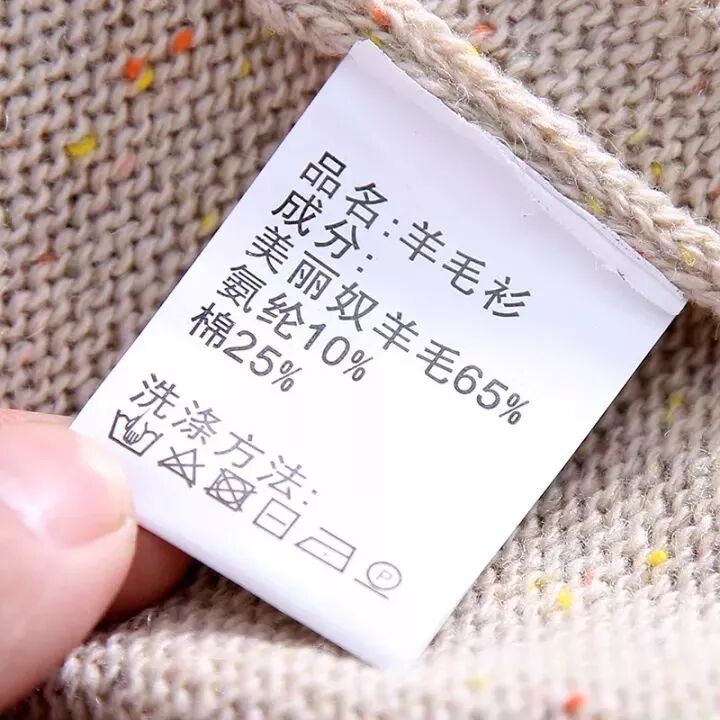 品名:羊毛衫
成分:
美丽奴羊毛65%
氨纶10%
棉25%
洗涤方法:
P